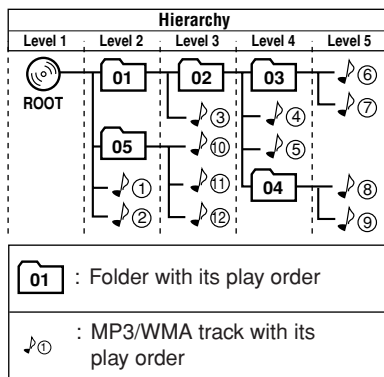 Hierarchy
Level 1 Level 2 Level 3 Level 4 Level 5
01 02 03 ⑥
ROOT
⑦
③ ④
05 ⑩ ⑤
① ⑪ 04 ⑧
② ⑫ ⑨
01 : Folder with its play order
① : MP3/WMA track with its
play order